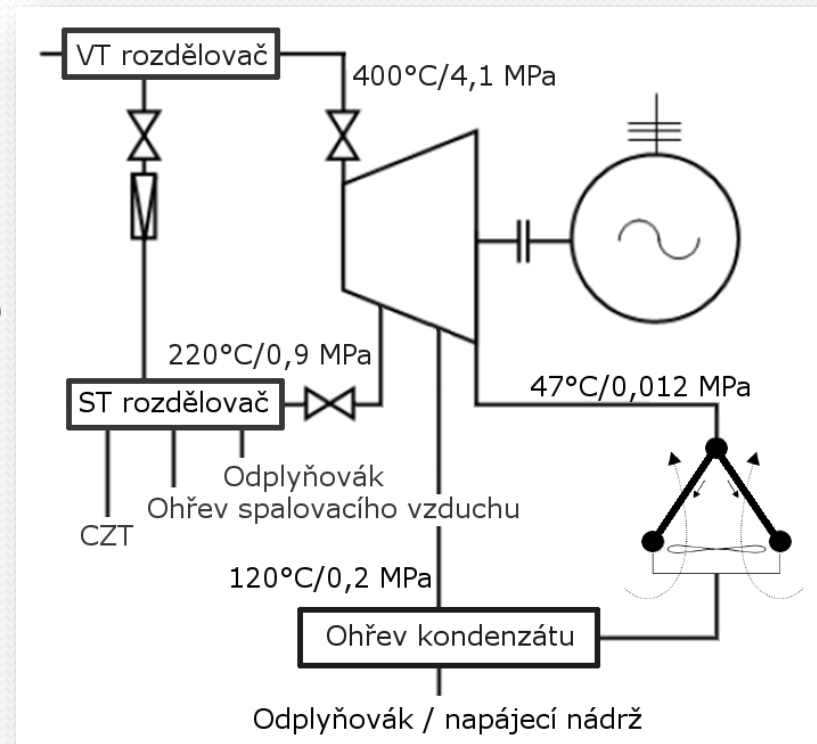 VT rozdělovač
400°C/4,1 MPa
220°C/0,9 MPa
47°C/0,012 MPa
ST rozdělovač
Odplyňovák
Ohřev spalovacího vzduchu
CZT
120°C/0,2 MPa
Ohřev kondenzátu
Odplyňovák / napájecí nádrž